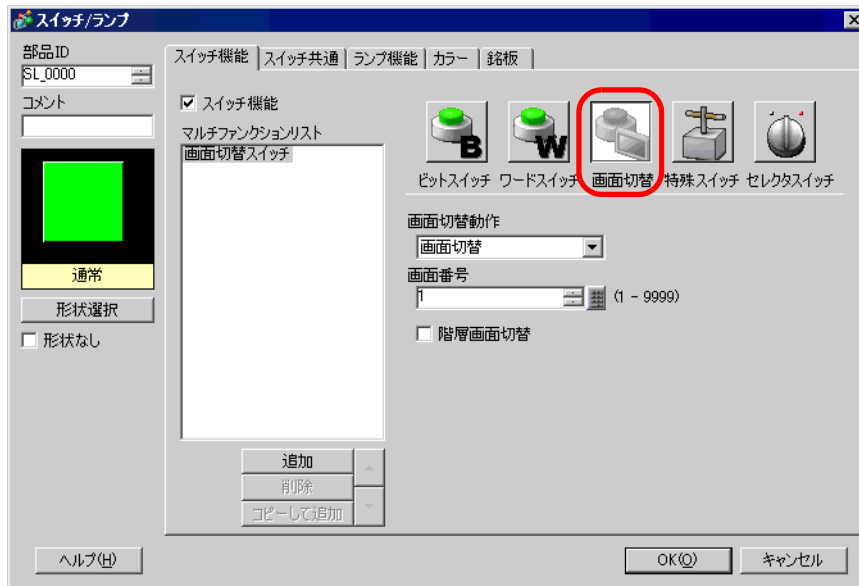 スイッチ/ランプ
部品ID
SL_0000
コメント
通常
形状選択
形状なし
スイッチ機能 スイッチ共通 ランプ機能 カラー 銘板
スイッチ機能
マルチファンクションリスト
画面切替スイッチ
追加
削除
コピーして追加
B W
ビットスイッチ ワードスイッチ 画面切替 特殊スイッチ セレクタスイッチ
画面切替動作
画面切替
画面番号
1 (1 - 9999)
階層画面切替
ヘルプ(H) OK(O) キャンセル